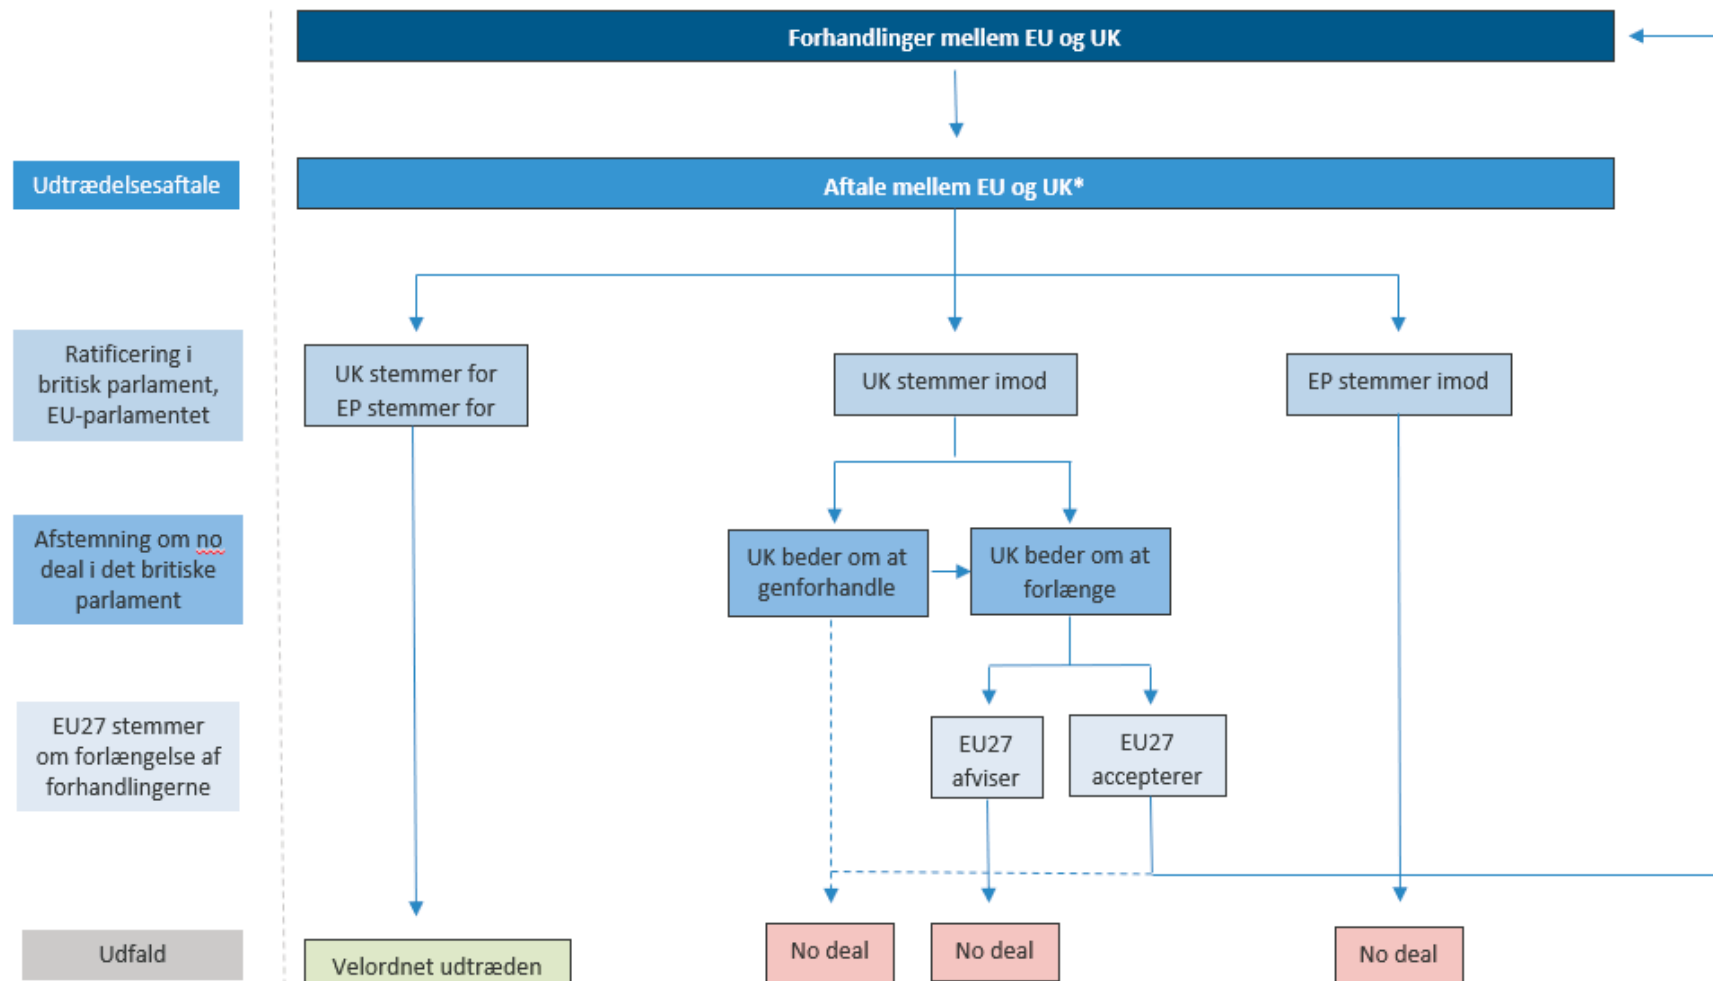 Forhandlinger mellem EU og UK
Udtrædelsesaftale
Aftale mellem EU og UK*
Ratificering i
britisk parlament,
EU-parlamentet
UK stemmer for
EP stemmer for
UK stemmer imod
EP stemmer imod
Afstemning om no
deal i det britiske
parlament
UK beder om at
genforhandle
UK beder om at
forlænge
EU27 stemmer
om forlængelse af
forhandlingerne
EU27
afviser
EU27
accepterer
Udfald
Velordnet udtræden
No deal
No deal
No deal